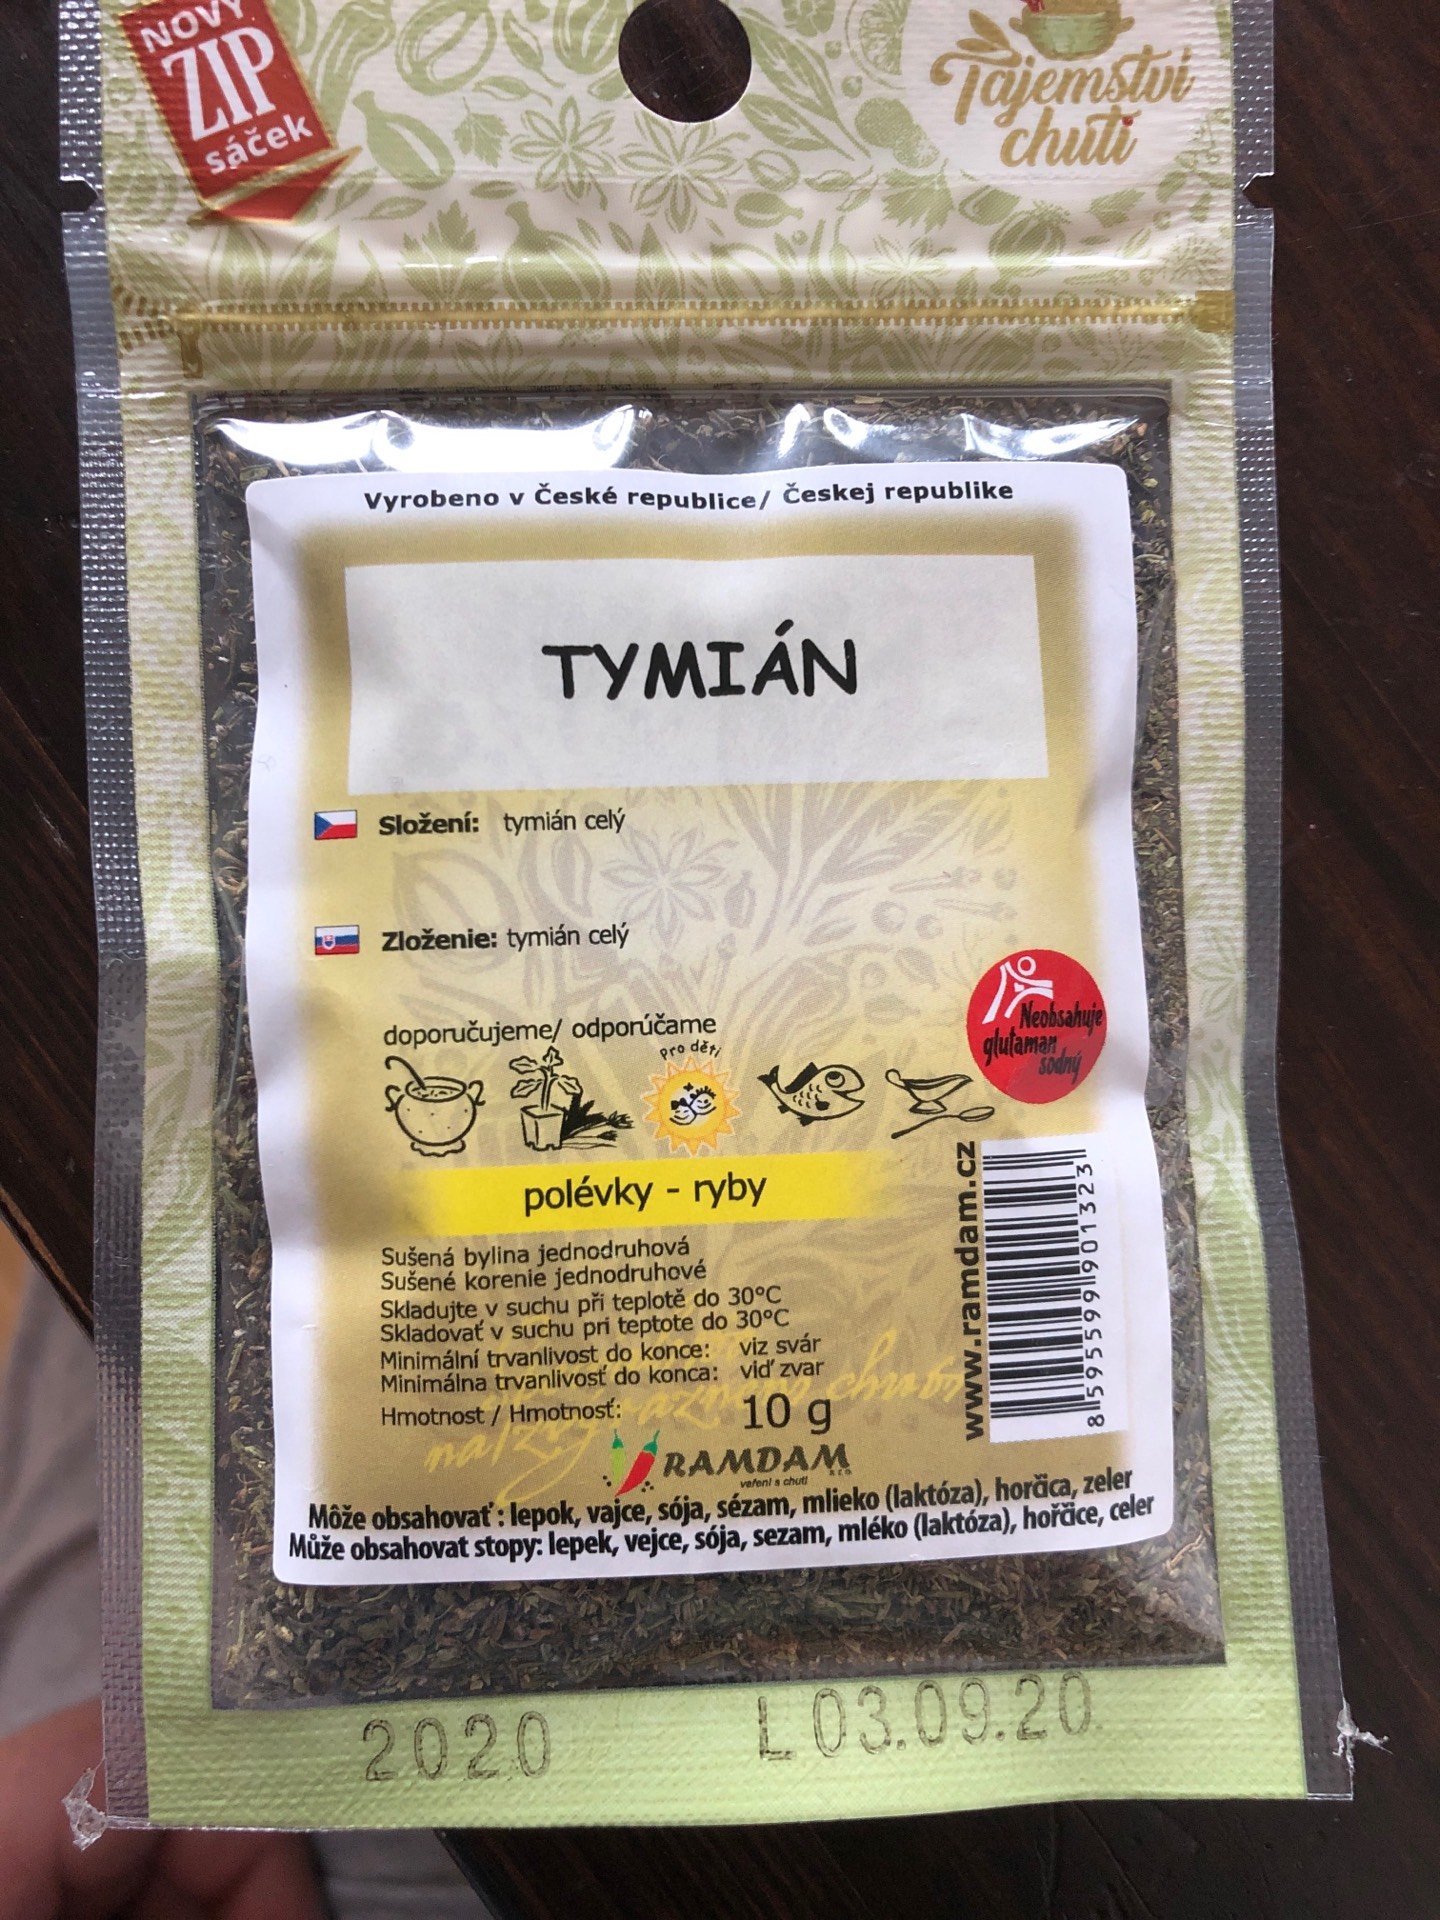 NOVÝ
ZIP
sáček
Tajemství
chuti
Vyrobeno v České republice/ Českej republike
TYMIÁN
Složení: tymián celý
Zloženie: tymián celý
doporučujeme/ odporúčame
Pro děti
Neobsahuje
glutaman
sodný
polévky - ryby
Sušená bylina jednodruhová
Sušené korenie jednodruhové
Skladujte v suchu při teplotě do 30°C
Skladovať v suchu pri teptote do 30°C
Minimální trvanlivost do konce: viz svár
Minimálna trvanlivosť do konca: viď zvar
Hmotnost / Hmotnosť: 10 g
www.ramdam.cz
8595599901323
RAMDAM s.r.o.
vaření s chutí
Môže obsahovať : lepok, vajce, sója, sézam, mlieko (laktóza), horčica, zeler
Může obsahovat stopy: lepek, vejce, sója, sezam, mléko (laktóza), hořčice, celer
2020 L 03.09.20